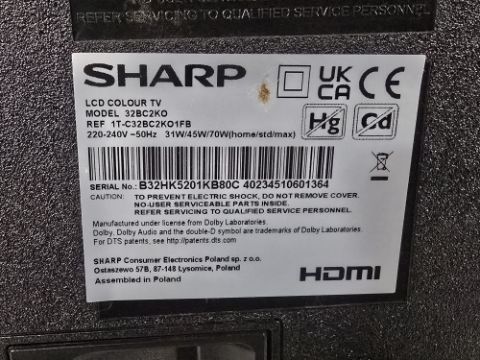 REFER SERVICING TO QUALIFIED SERVICE PERSONNEL
SHARP
UK
CA
CE
LCD COLOUR TV
MODEL 32BC2KO
REF 1T-C32BC2KO1FB
220-240V ~50Hz 31W/45W/70W(home/std/max)
Hg
Cd
SERIAL No.: B32HK5201KB80C 40234510601364
CAUTION: TO PREVENT ELECTRIC SHOCK, DO NOT REMOVE COVER.
NO-USER SERVICEABLE PARTS INSIDE.
REFER SERVICING TO QUALIFIED SERVICE PERSONNEL.
Manufactured under license from Dolby Laboratories.
Dolby, Dolby Audio and the double-D symbol are trademarks of Dolby Laboratories.
For DTS patents, see http://patents.dts.com
SHARP Consumer Electronics Poland sp. z o.o.
Ostaszewo 57B, 87-148 Łysomice, Poland
Assembled in Poland
HDMI